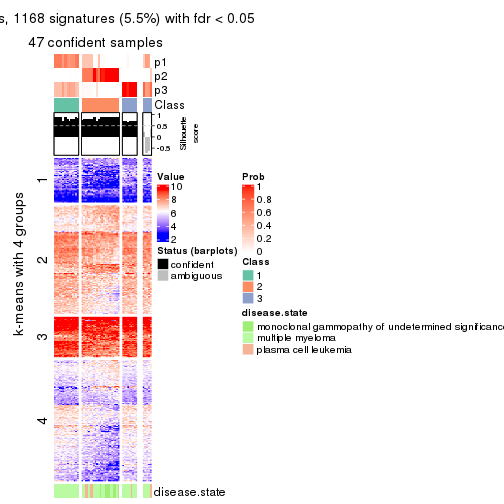 s, 1168 signatures (5.5%) with fdr < 0.05
47 confident samples
p1
p2
p3
Class
1
0.5
0
-0.5
Silhouette
score
k-means with 4 groups
1
2
3
4
Value
10
8
6
4
2
Status (barplots)
confident
ambiguous
Prob
1
0.8
0.6
0.4
0.2
0
Class
1
2
3
disease.state
monoclonal gammopathy of undetermined significance
multiple myeloma
plasma cell leukemia
disease.state